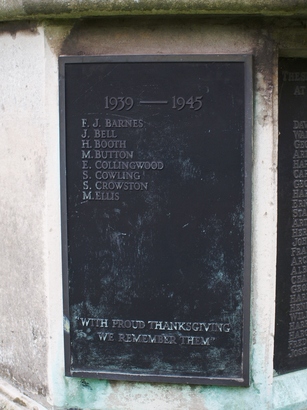 1939 — 1945
F. J. BARNES
J. BELL
H. BOOTH
M. BUTTON
E. COLLINGWOOD
S. COWLING
S. CROWSTON
M. ELLIS
"WITH PROUD THANKSGIVING
WE REMEMBER THEM"